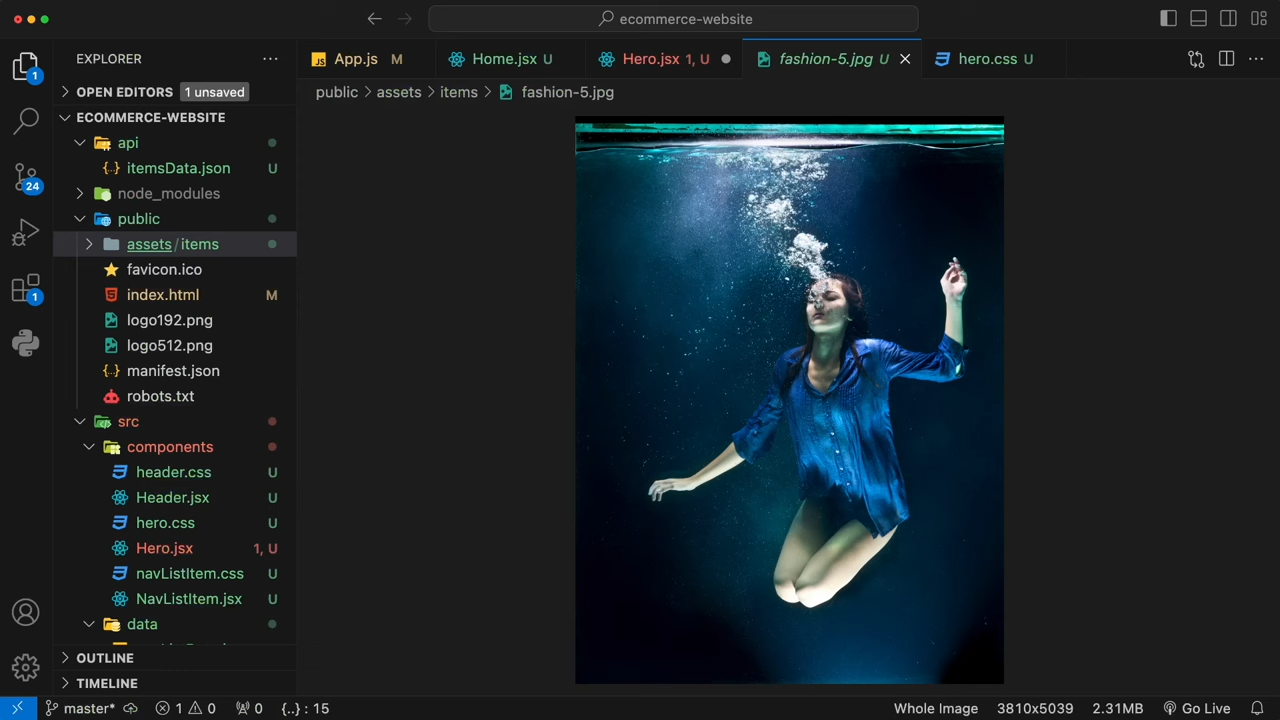 ecommerce-website
EXPLORER
App.js M
Home.jsx U
Hero.jsx 1, U
fashion-5.jpg U
hero.css U
OPEN EDITORS 1 unsaved
public > assets > items > fashion-5.jpg
ECOMMERCE-WEBSITE
api
itemsData.json U
node_modules
public
assets / items
favicon.ico
index.html M
logo192.png
logo512.png
manifest.json
robots.txt
src
components
header.css U
Header.jsx U
hero.css U
Hero.jsx 1, U
navListItem.css U
NavListItem.jsx U
data
OUTLINE
TIMELINE
1
24
1
master* 1 0 0 {..} : 15
Whole Image 3810x5039 2.31MB Go Live